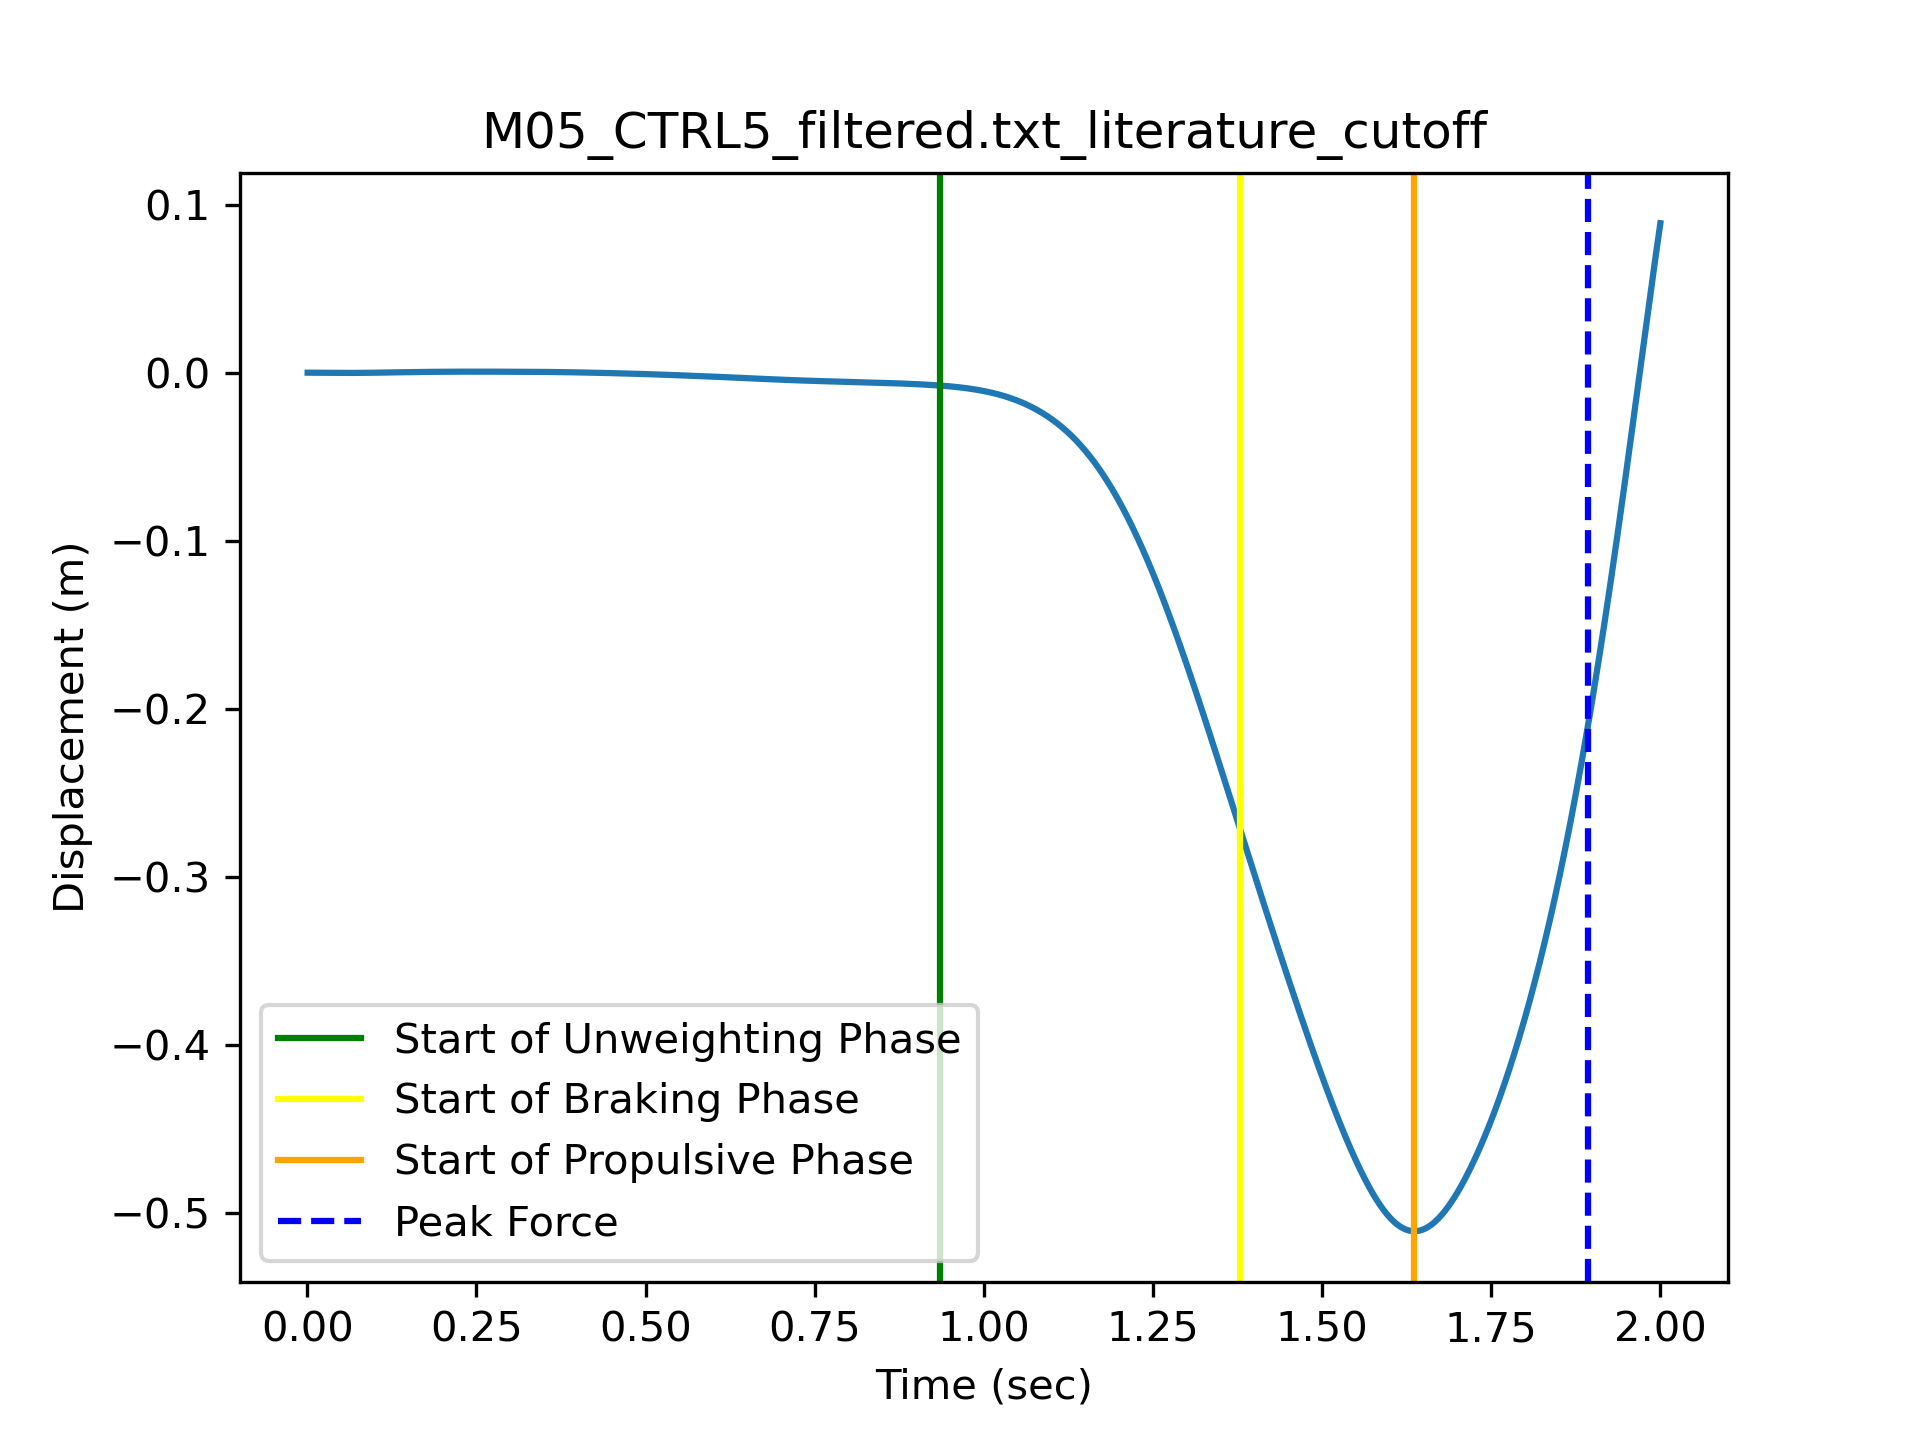 M05_CTRL5_filtered.txt_literature_cutoff
0.1
0.0
−0.1
−0.2
−0.3
−0.4
−0.5
Displacement (m)
Start of Unweighting Phase
Start of Braking Phase
Start of Propulsive Phase
Peak Force
0.00 0.25 0.50 0.75 1.00 1.25 1.50 1.75 2.00
Time (sec)